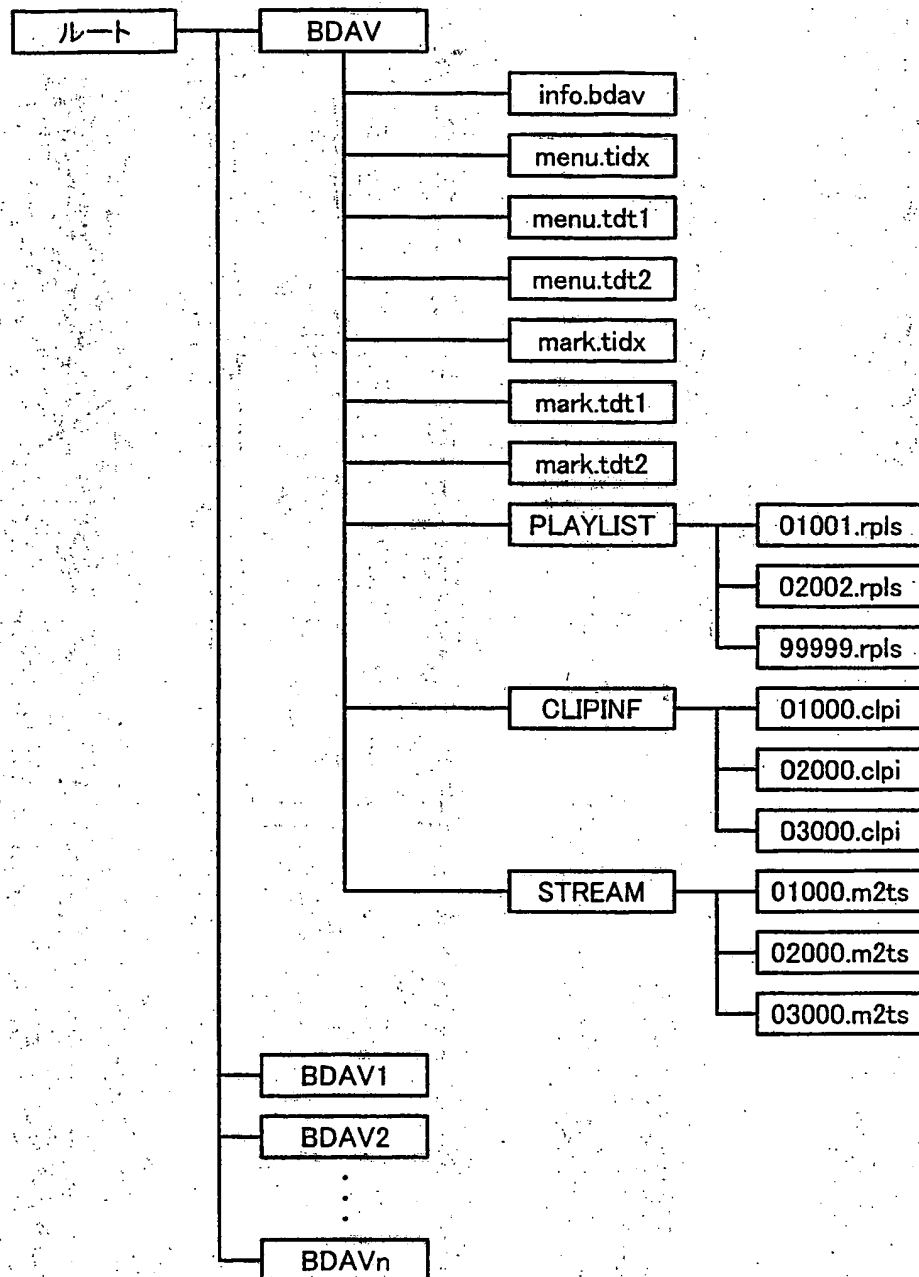 ルート
BDAV
info.bdav
menu.tidx
menu.tdt1
menu.tdt2
mark.tidx
mark.tdt1
mark.tdt2
PLAYLIST
01001.rpls
02002.rpls
99999.rpls
CLIPINF
01000.clpi
02000.clpi
03000.clpi
STREAM
01000.m2ts
02000.m2ts
03000.m2ts
BDAV1
BDAV2
BDAVn